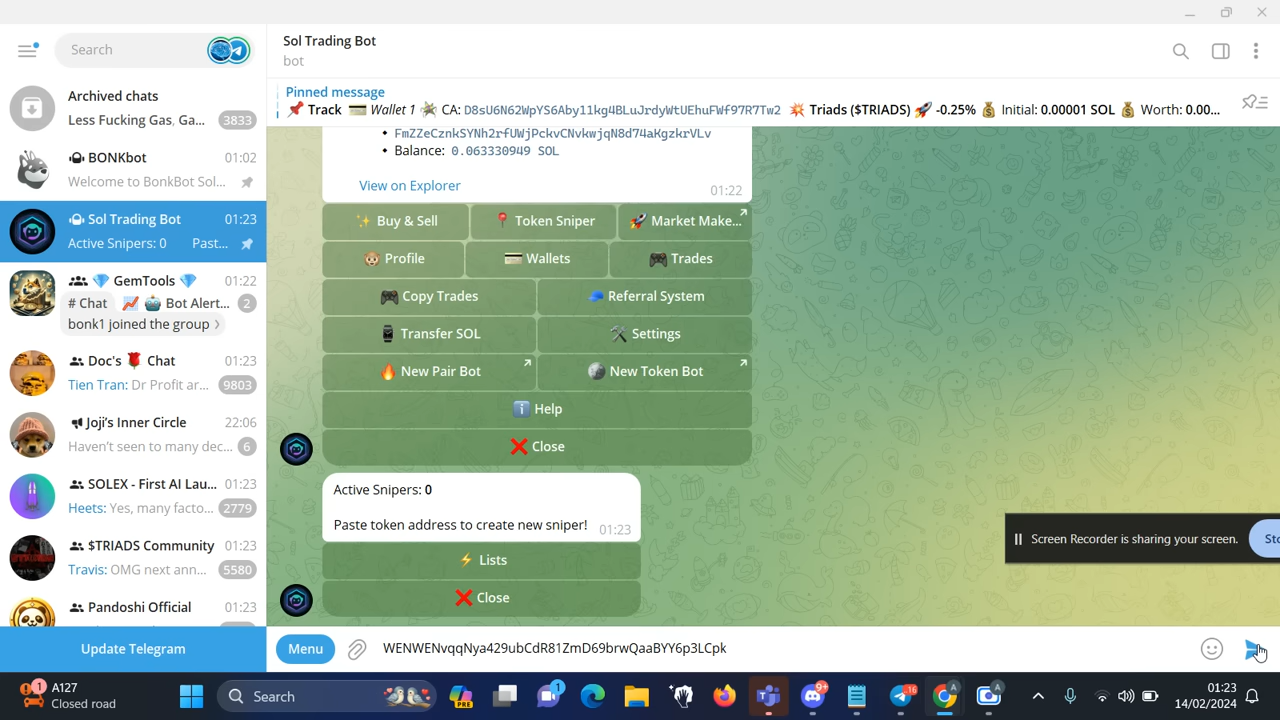 Search
Archived chats
Less Fucking Gas, Ga... 3833
BONKbot 01:02
Welcome to BonkBot Sol...
Sol Trading Bot 01:23
Active Snipers: 0 Past...
GemTools 01:22
# Chat Bot Alert... 2
bonk1 joined the group
Doc's Chat 01:23
Tien Tran: Dr Profit ar... 9803
Joji's Inner Circle 22:06
Haven't seen to many dec... 6
SOLEX - First AI Lau... 01:23
Heets: Yes, many facto... 2779
$TRIADS Community 01:23
Travis: OMG next ann... 5580
Pandoshi Official 01:23
Update Telegram
Sol Trading Bot
bot
Pinned message
Track Wallet 1 CA: D8sU6N62WpYS6Aby11kg4BLuJrdyWtUEhuFWf97R7Tw2 Triads ($TRIADS) -0.25% Initial: 0.00001 SOL Worth: 0.00...
FmZZeCznkSYNh2rfUWjPckvCNvkwjqN8d74aKgzkrVLv
Balance: 0.063330949 SOL
View on Explorer 01:22
Buy & Sell Token Sniper Market Make...
Profile Wallets Trades
Copy Trades Referral System
Transfer SOL Settings
New Pair Bot New Token Bot
Help
Close
Active Snipers: 0
Paste token address to create new sniper! 01:23
Lists
Close
Screen Recorder is sharing your screen. Sto
Menu WENWENvqqNya429ubCdR81ZmD69brwQaaBYY6p3LCpk
1 A127
Closed road
Search
PRE
1
9+
16
A
A
01:23
14/02/2024